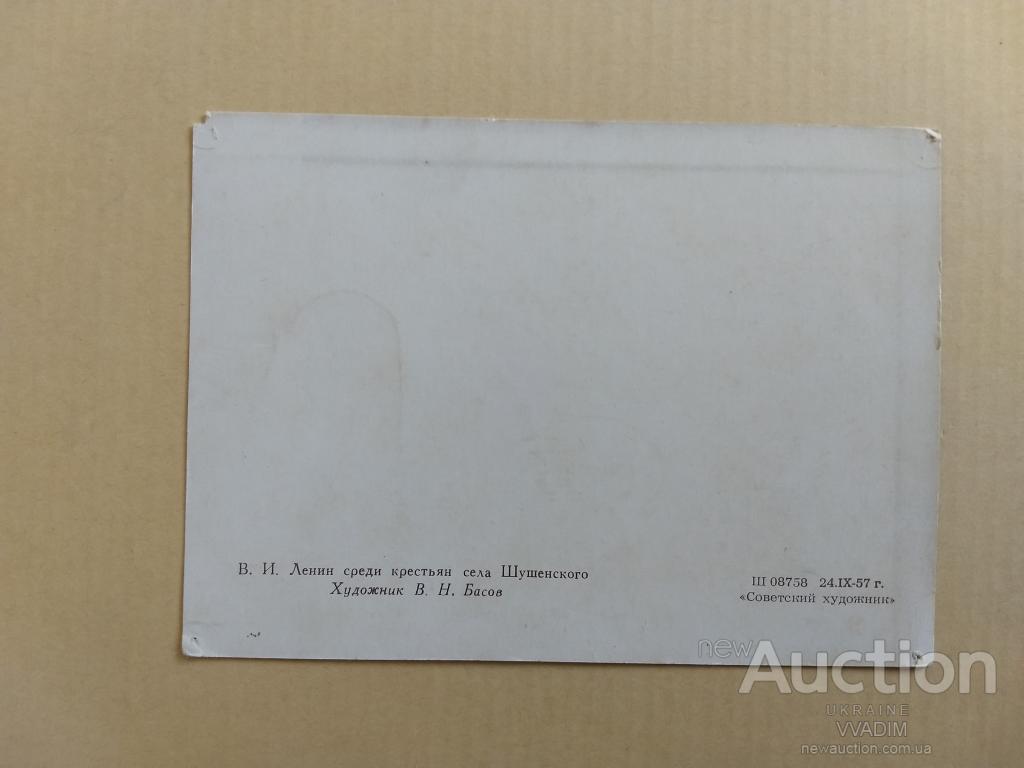 В. И. Ленин среди крестьян села Шушенского
Художник В. Н. Басов
Ш 08758 24.IX-57 г.
«Советский художник»
newAuction
UKRAINE
VVADIM
newauction.com.ua